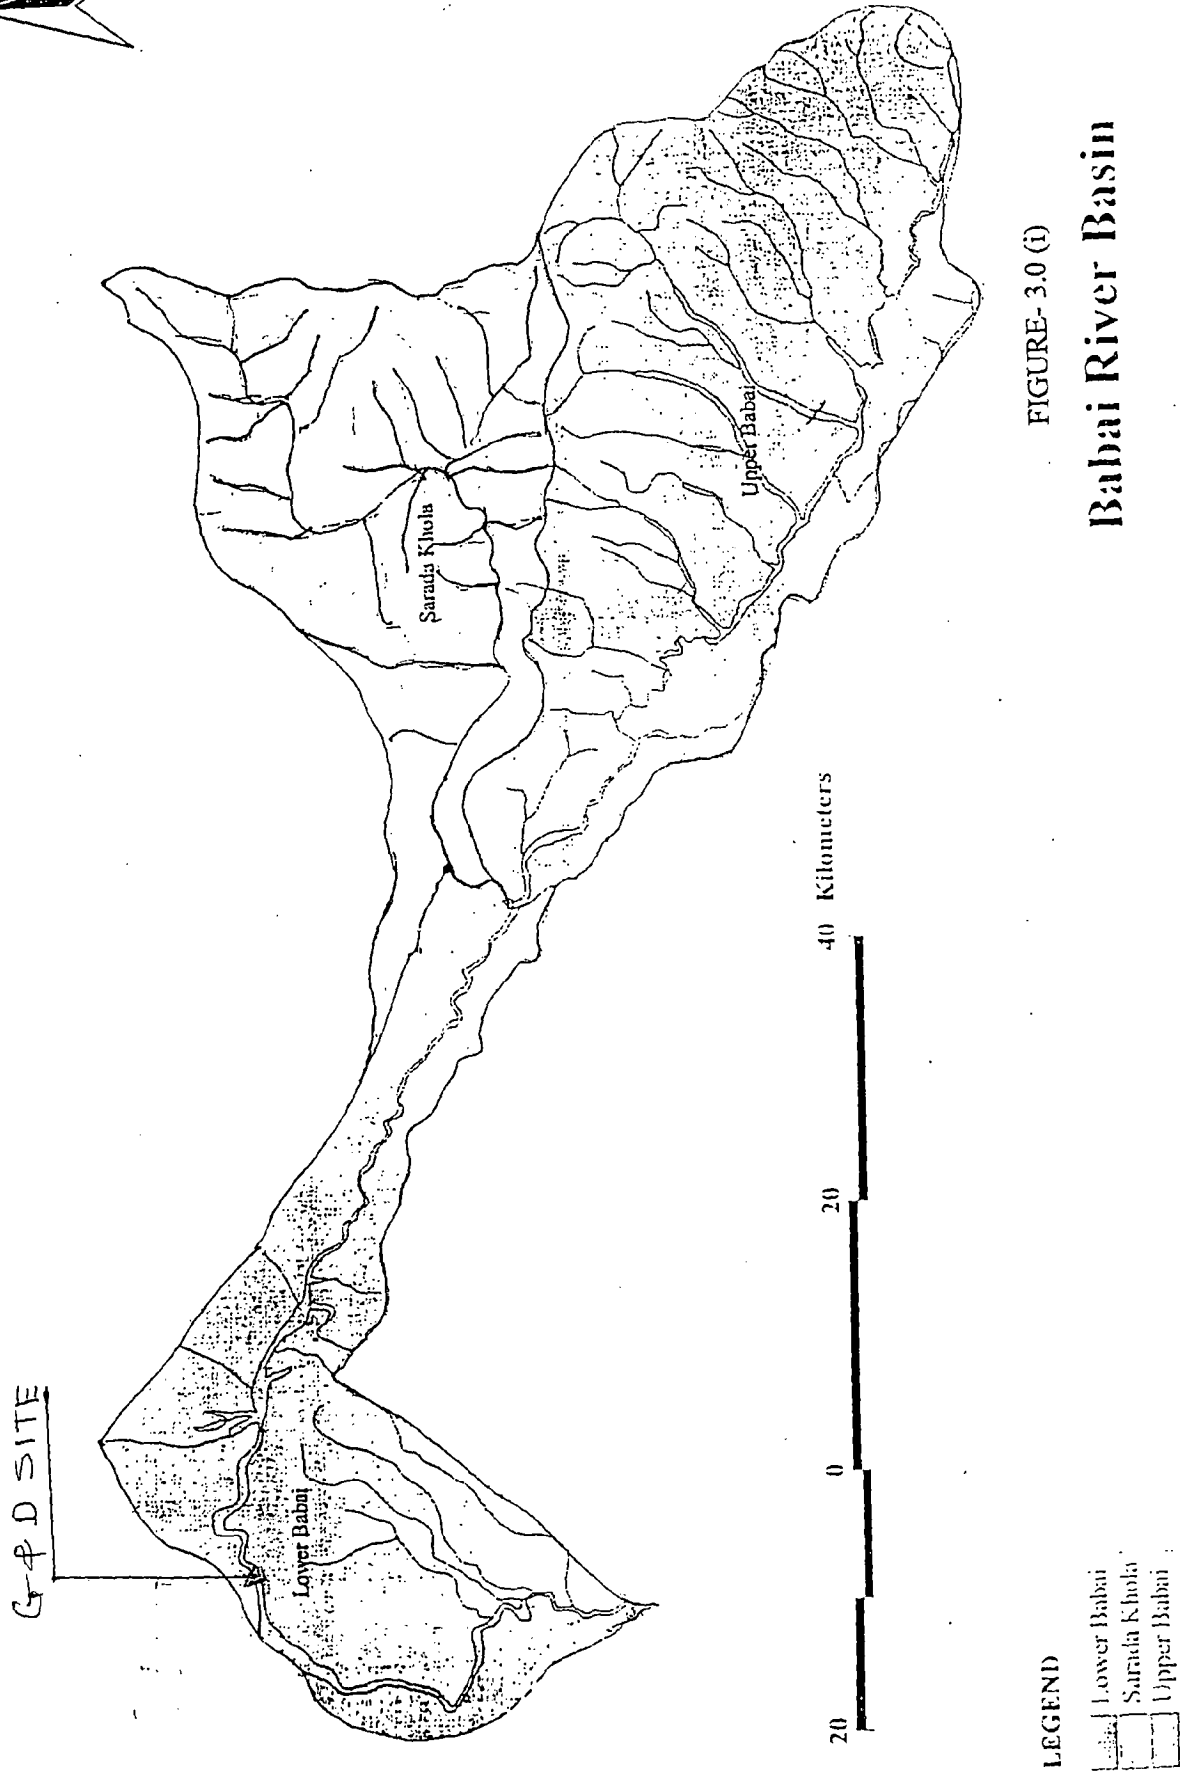 G & D SITE
Sarada Khola
Upper Babai
Lower Babai
20 0 20 40 Kilometers
FIGURE- 3.0 (i)
Babai River Basin
LEGEND
Lower Babai
Sarada Khola
Upper Babai